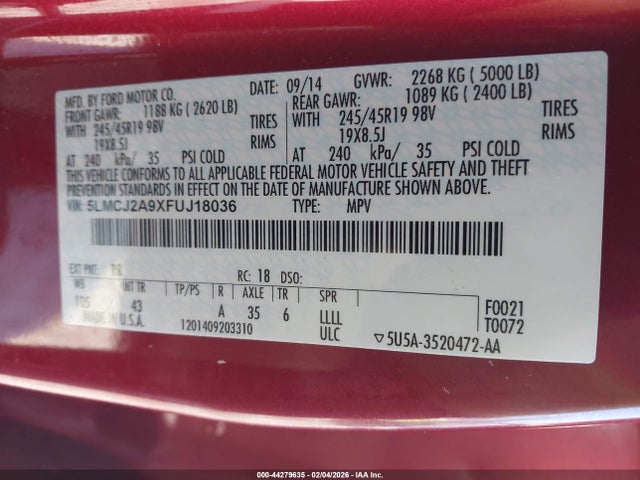 MFD. BY FORD MOTOR CO. DATE: 09/14 GVWR: 2268 KG ( 5000 LB)
FRONT GAWR: 1188 KG ( 2620 LB) REAR GAWR: 1089 KG ( 2400 LB)
WITH 245/45R19 98V TIRES WITH 245/45R19 98V TIRES
19X8.5J RIMS 19X8.5J RIMS
AT 240 kPa/ 35 PSI COLD AT 240 kPa/ 35 PSI COLD
THIS VEHICLE CONFORMS TO ALL APPLICABLE FEDERAL MOTOR VEHICLE SAFETY AND THEFT
PREVENTION STANDARDS IN EFFECT ON THE DATE OF MANUFACTURE SHOWN ABOVE.
VIN: 5LMCJ2A9XFUJ18036 TYPE: MPV
EXT PNT: RR RC: 18 DSO:
WB INT TR TP/PS R AXLE TR SPR F0021
43 A 35 6 LLLL T0072
MADE IN U.S.A. 1201409203310 ULC ▽5U5A-3520472-AA
000-44279635 - 02/04/2026 - IAA Inc.